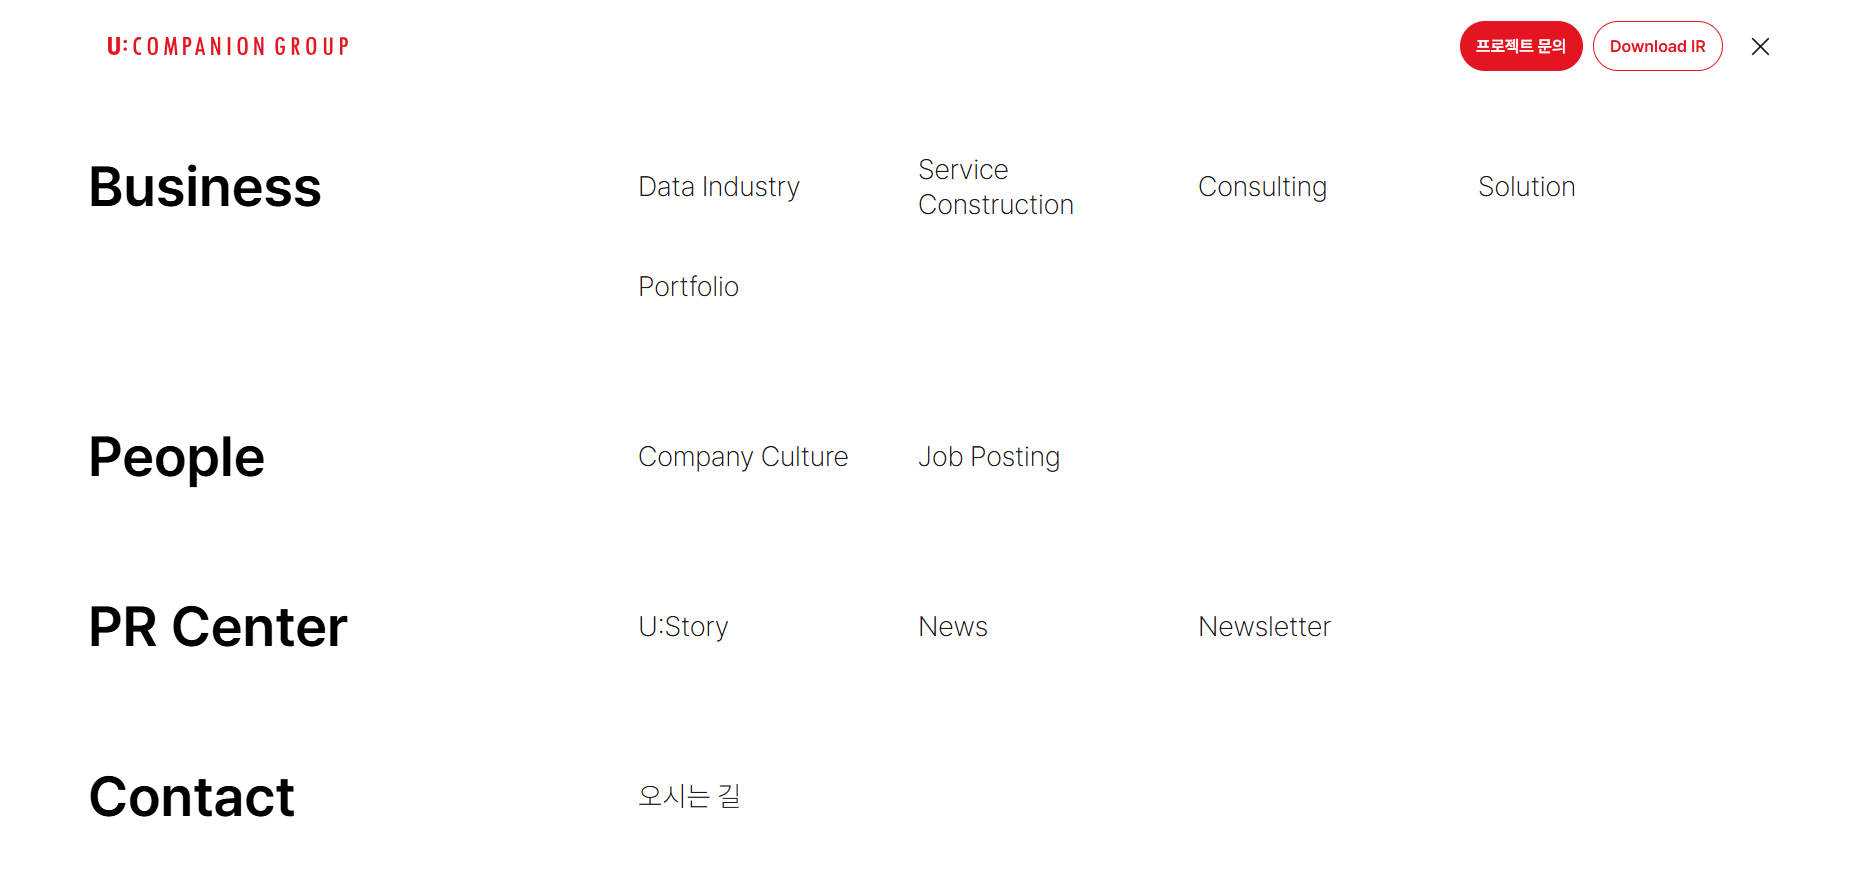 U:COMPANION GROUP
프로젝트 문의
Download IR
Business
Data Industry
Service
Construction
Consulting
Solution
Portfolio
People
Company Culture
Job Posting
PR Center
U:Story
News
Newsletter
Contact
오시는 길